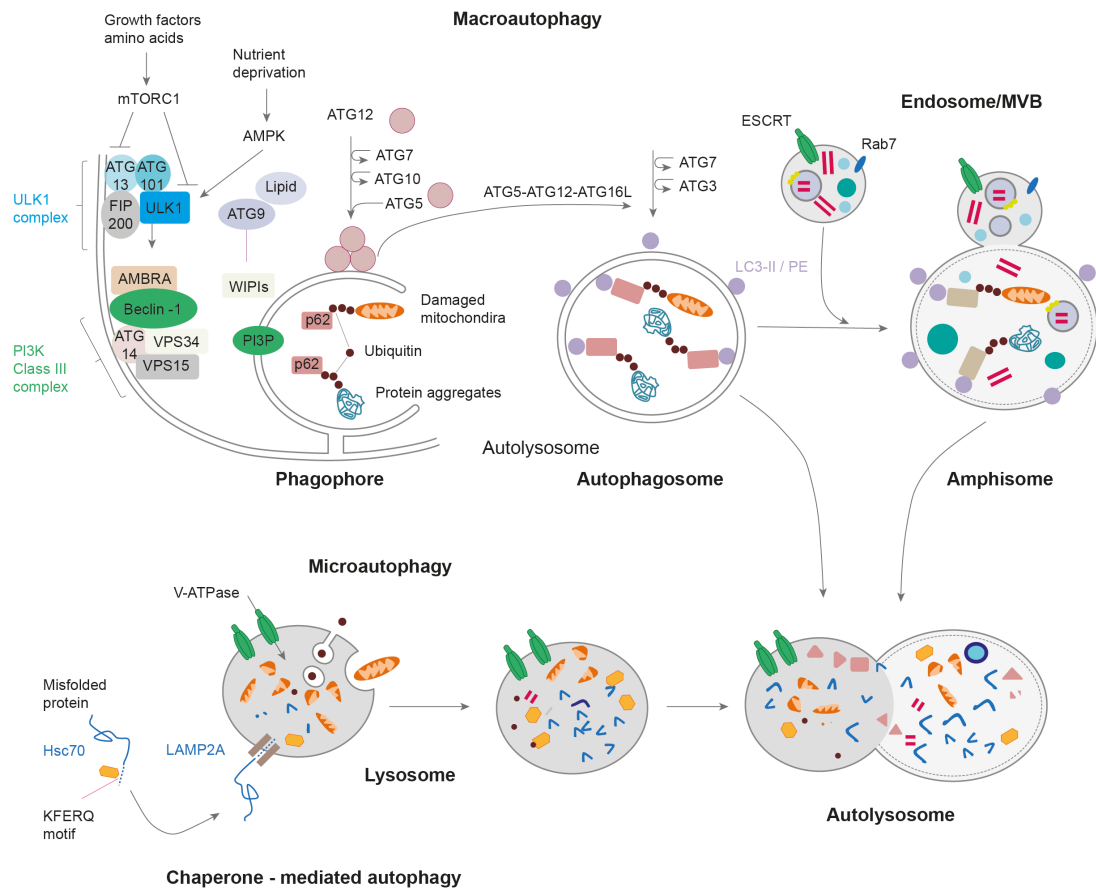 Macroautophagy
Growth factors
amino acids
mTORC1
Nutrient
deprivation
AMPK
ULK1
complex
ATG
13
ATG
101
FIP
200
ULK1
Lipid
ATG9
WIPIs
AMBRA
Beclin -1
ATG
14
VPS34
VPS15
PI3K
Class III
complex
PI3P
ATG12
ATG7
ATG10
ATG5
p62
p62
Damaged
mitochondira
Ubiquitin
Protein aggregates
Phagophore
Autolysosome
ATG5-ATG12-ATG16L
ATG7
ATG3
LC3-II / PE
Autophagosome
ESCRT
Rab7
Endosome/MVB
Amphisome
Microautophagy
V-ATPase
Misfolded
protein
Hsc70
KFERQ
motif
LAMP2A
Lysosome
Autolysosome
Chaperone - mediated autophagy